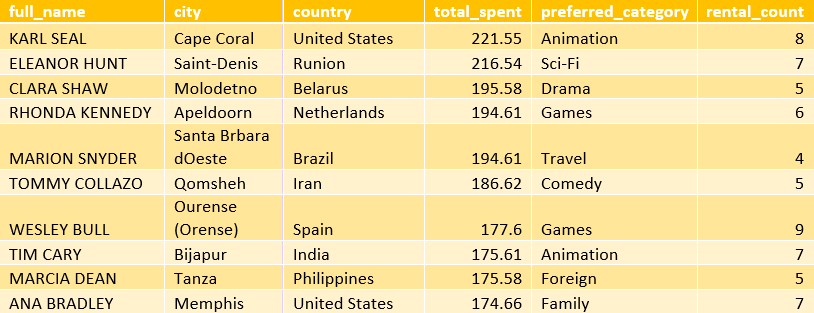 full_name city country total_spent preferred_category rental_count
KARL SEAL Cape Coral United States 221.55 Animation 8
ELEANOR HUNT Saint-Denis Runion 216.54 Sci-Fi 7
CLARA SHAW Molodetno Belarus 195.58 Drama 5
RHONDA KENNEDY Apeldoorn Netherlands 194.61 Games 6
Santa Brbara
MARION SNYDER dOeste Brazil 194.61 Travel 4
TOMMY COLLAZO Qomsheh Iran 186.62 Comedy 5
Ourense
WESLEY BULL (Orense) Spain 177.6 Games 9
TIM CARY Bijapur India 175.61 Animation 7
MARCIA DEAN Tanza Philippines 175.58 Foreign 5
ANA BRADLEY Memphis United States 174.66 Family 7